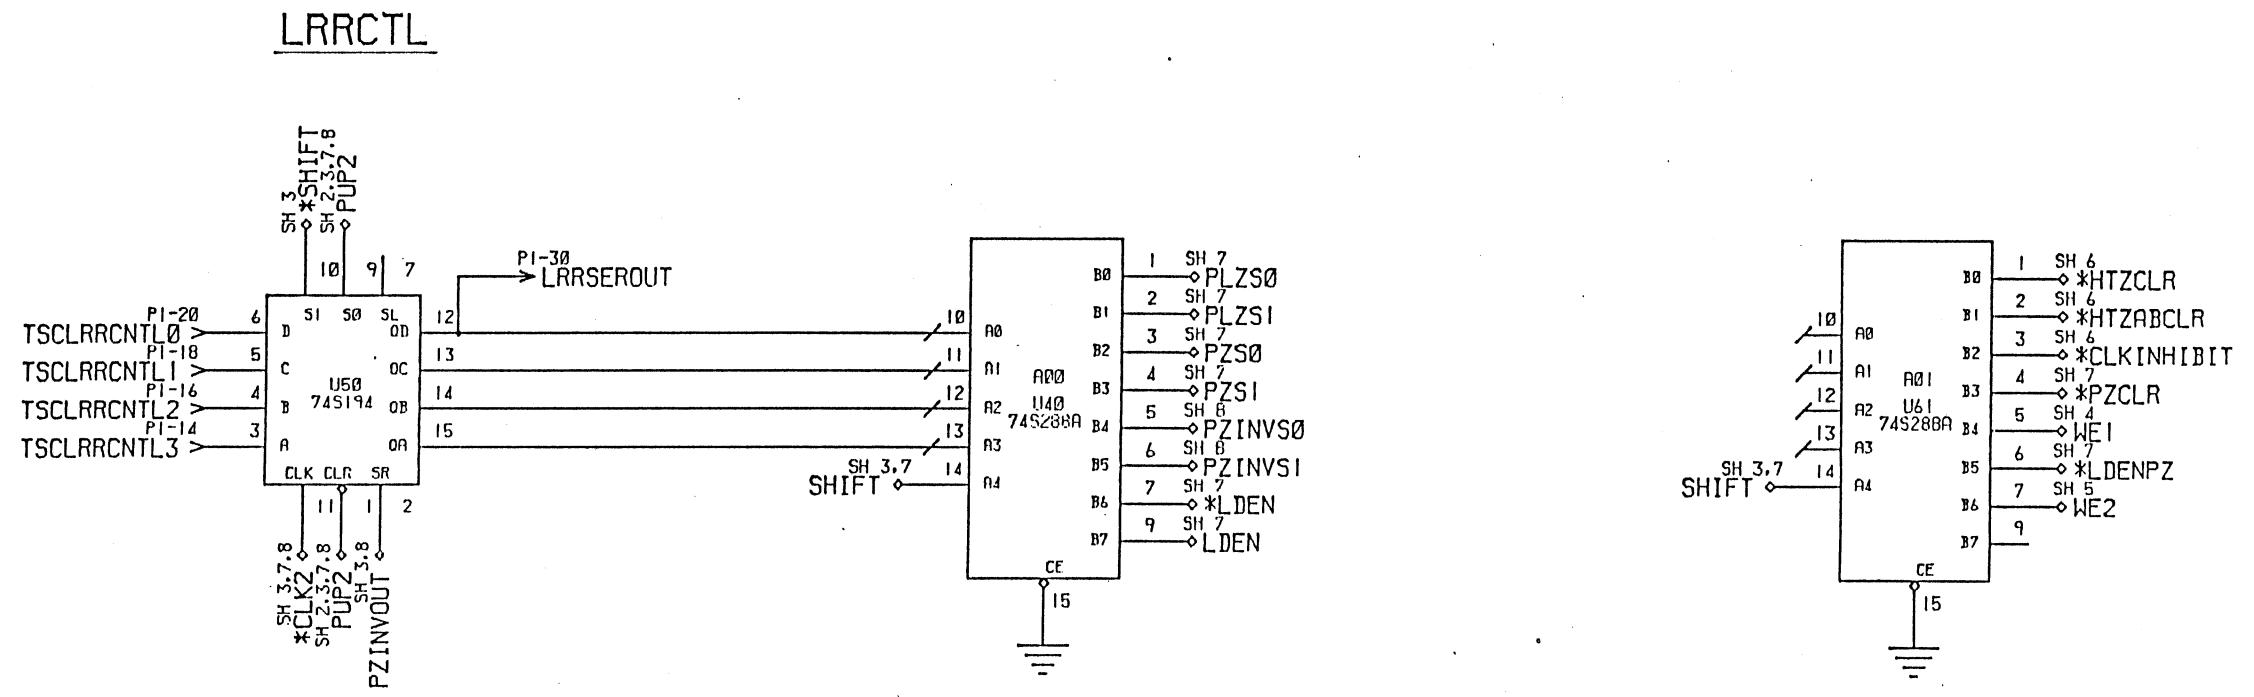 LRRCTL
SH 3
*SHIFT
SH 2,3,7,8
PUP2
10
9
7
S1 S0 SL
P1-20
TSCLRRCNTL0
6
D
OD
12
P1-18
TSCLRRCNTL1
5
C
OC
13
P1-16
TSCLRRCNTL2
4
B
OB
14
P1-14
TSCLRRCNTL3
3
A
OA
15
U50
74S194
CLK CLR SR
11
1
2
SH 3,7,8
*CLK2
SH 2,3,7,8
PUP2
SH 3,8
PZINVOUT
P1-30
LRRSEROUT
10
A0
11
A1
12
A2
13
A3
SH 3,7
SHIFT
14
A4
A00
U40
74S288A
B0
1
SH 7
PLZS0
B1
2
SH 7
PLZS1
B2
3
SH 7
PZS0
B3
4
SH 7
PZS1
B4
5
SH 8
PZINVS0
B5
6
SH 8
PZINVS1
B6
7
SH 7
*LDEN
B7
9
SH 7
LDEN
CE
15
10
A0
11
A1
12
A2
13
A3
SH 3,7
SHIFT
14
A4
A01
U61
74S288A
B0
1
SH 6
*HTZCLR
B1
2
SH 6
*HTZABCLR
B2
3
SH 6
*CLKINHIBIT
B3
4
SH 7
*PZCLR
B4
5
SH 4
WE1
B5
6
SH 7
*LDENPZ
B6
7
SH 5
WE2
B7
9
CE
15